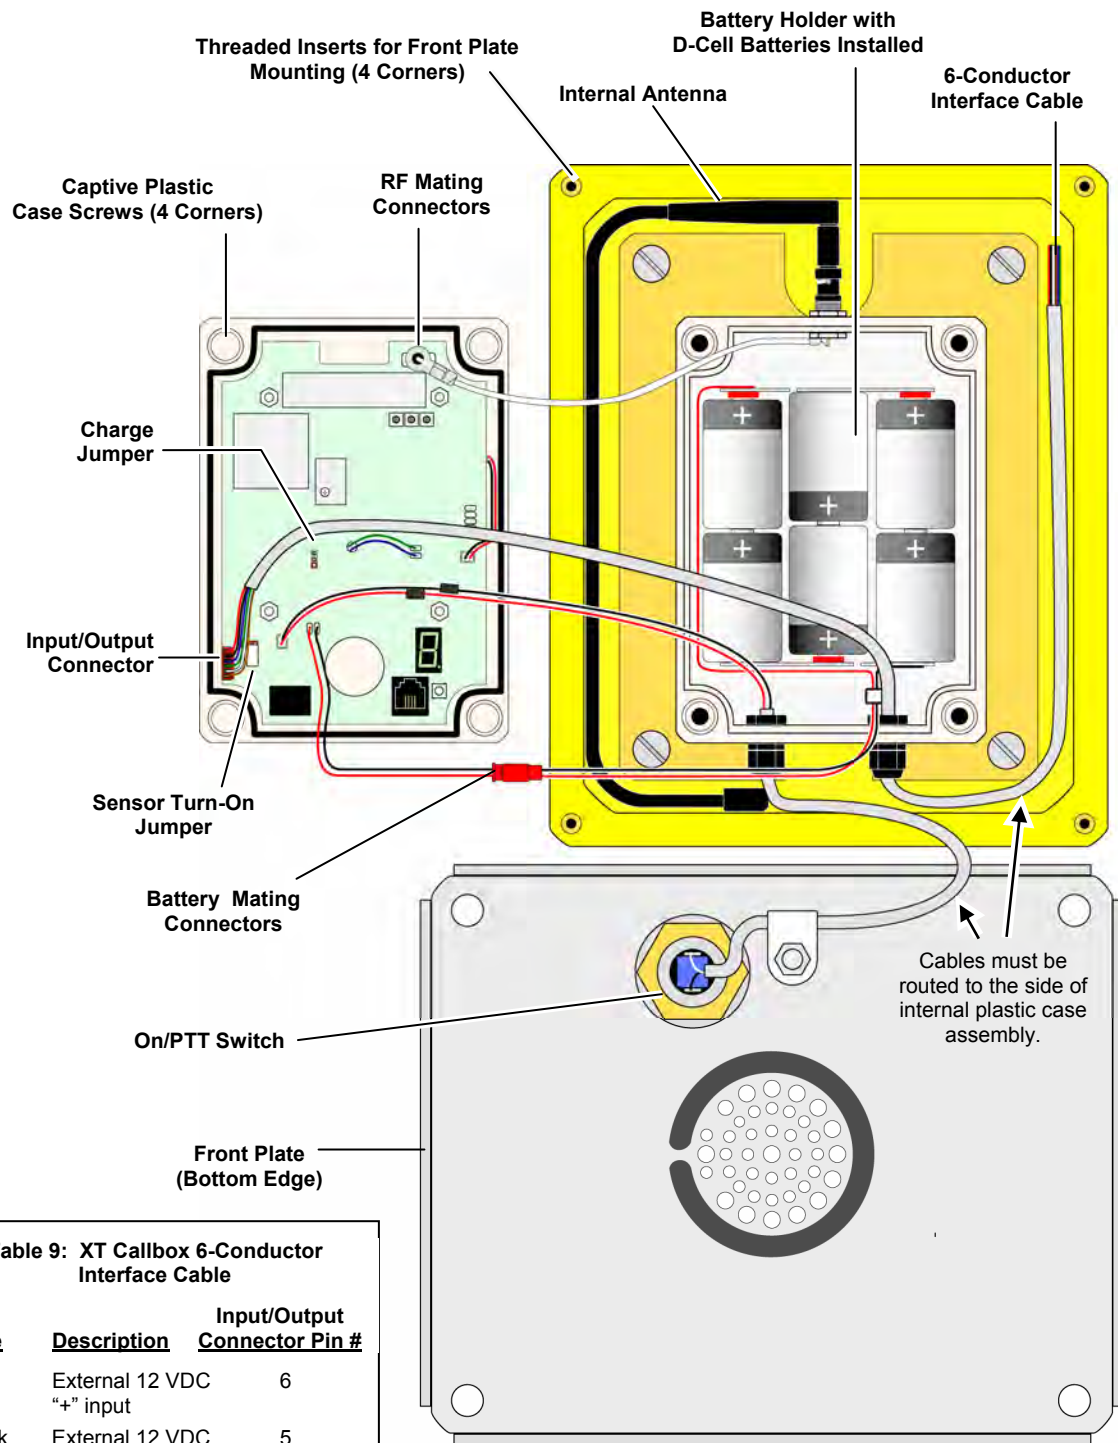 Battery Holder with
D-Cell Batteries Installed
Threaded Inserts for Front Plate
Mounting (4 Corners)
6-Conductor
Interface Cable
Internal Antenna
Captive Plastic
Case Screws (4 Corners)
RF Mating
Connectors
Charge
Jumper
Input/Output
Connector
Sensor Turn-On
Jumper
Battery Mating
Connectors
+
+
+
+
+
+
Cables must be
routed to the side of
internal plastic case
assembly.
On/PTT Switch
Front Plate
(Bottom Edge)
able 9: XT Callbox 6-Conductor
Interface Cable
Input/Output
Description Connector Pin #
External 12 VDC 6
“+” input
k External 12 VDC 5